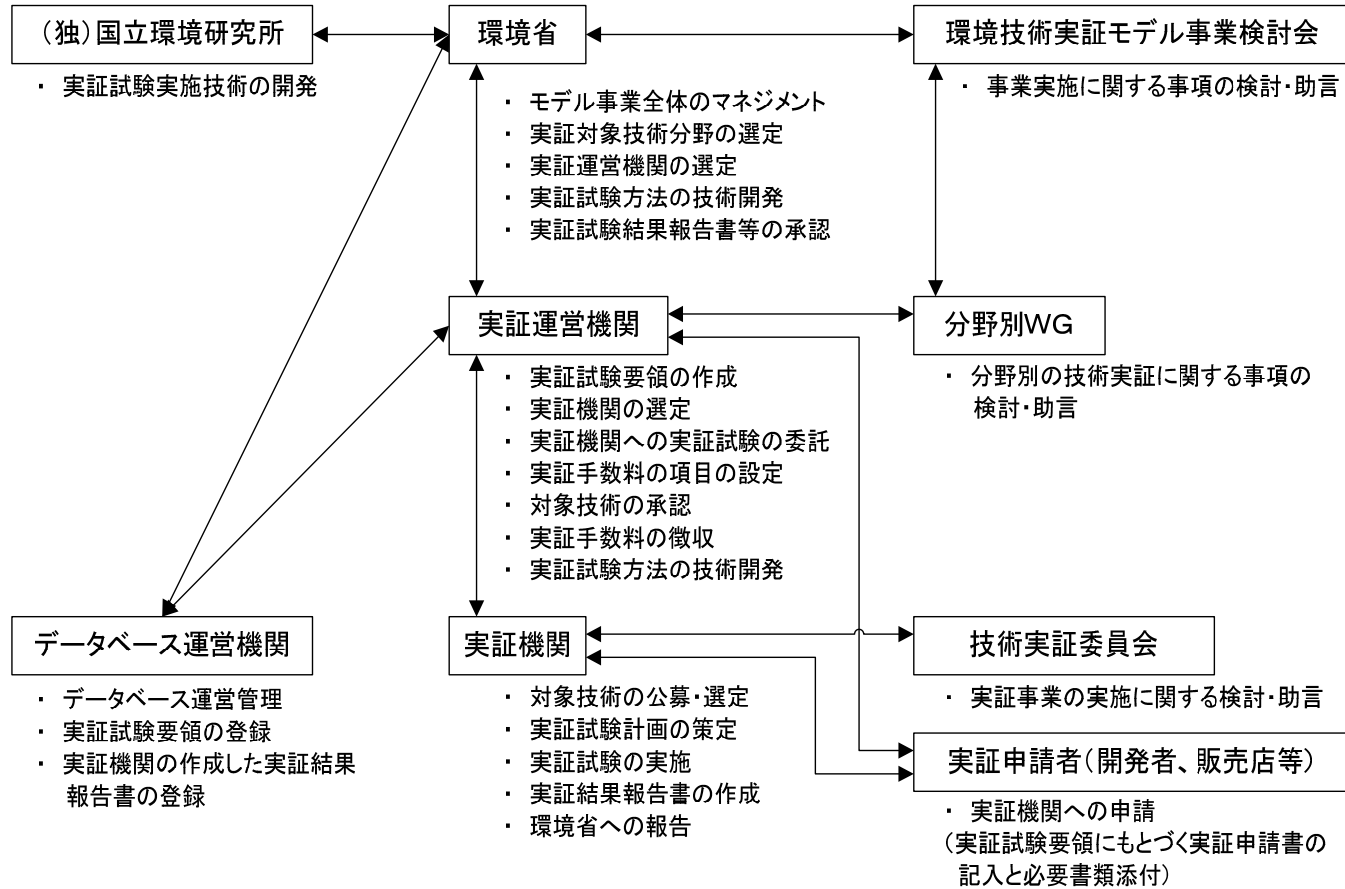 （独）国立環境研究所
・ 実証試験実施技術の開発
環境省
・ モデル事業全体のマネジメント
・ 実証対象技術分野の選定
・ 実証運営機関の選定
・ 実証試験方法の技術開発
・ 実証試験結果報告書等の承認
環境技術実証モデル事業検討会
・ 事業実施に関する事項の検討・助言
実証運営機関
・ 実証試験要領の作成
・ 実証機関の選定
・ 実証機関への実証試験の委託
・ 実証手数料の項目の設定
・ 対象技術の承認
・ 実証手数料の徴収
・ 実証試験方法の技術開発
分野別WG
・ 分野別の技術実証に関する事項の
検討・助言
データベース運営機関
・ データベース運営管理
・ 実証試験要領の登録
・ 実証機関の作成した実証結果
報告書の登録
実証機関
・ 対象技術の公募・選定
・ 実証試験計画の策定
・ 実証試験の実施
・ 実証結果報告書の作成
・ 環境省への報告
技術実証委員会
・ 実証事業の実施に関する検討・助言
実証申請者（開発者、販売店等）
・ 実証機関への申請
（実証試験要領にもとづく実証申請書の
記入と必要書類添付）